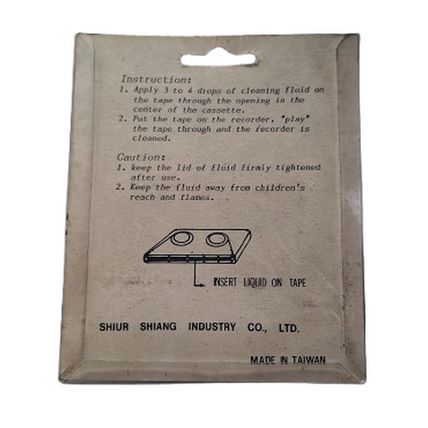 Instruction:
1. Apply 3 to 4 drops of cleaning fluid on
the tape through the opening in the
center of the cassette.
2. Put the tape on the recorder, "play"
the tape through and the recorder is
cleaned.
Caution:
1. keep the lid of fluid firmly tightened
after use.
2. Keep the fluid away from children's
reach and flames.
INSERT LIQUID ON TAPE
SHIUR SHIANG INDUSTRY CO., LTD.
MADE IN TAIWAN